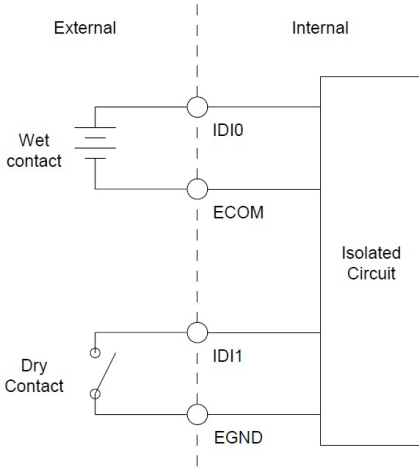 External
Internal
IDI0
Wet
contact
ECOM
Isolated
Circuit
IDI1
Dry
Contact
EGND